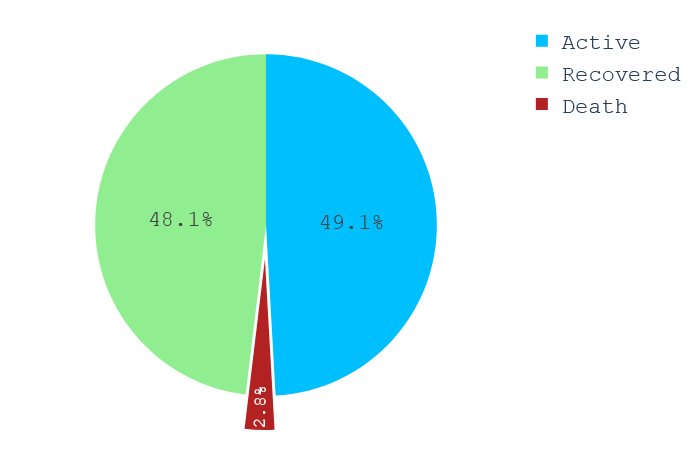 Active
Recovered
Death
48.1%
49.1%
2.8%